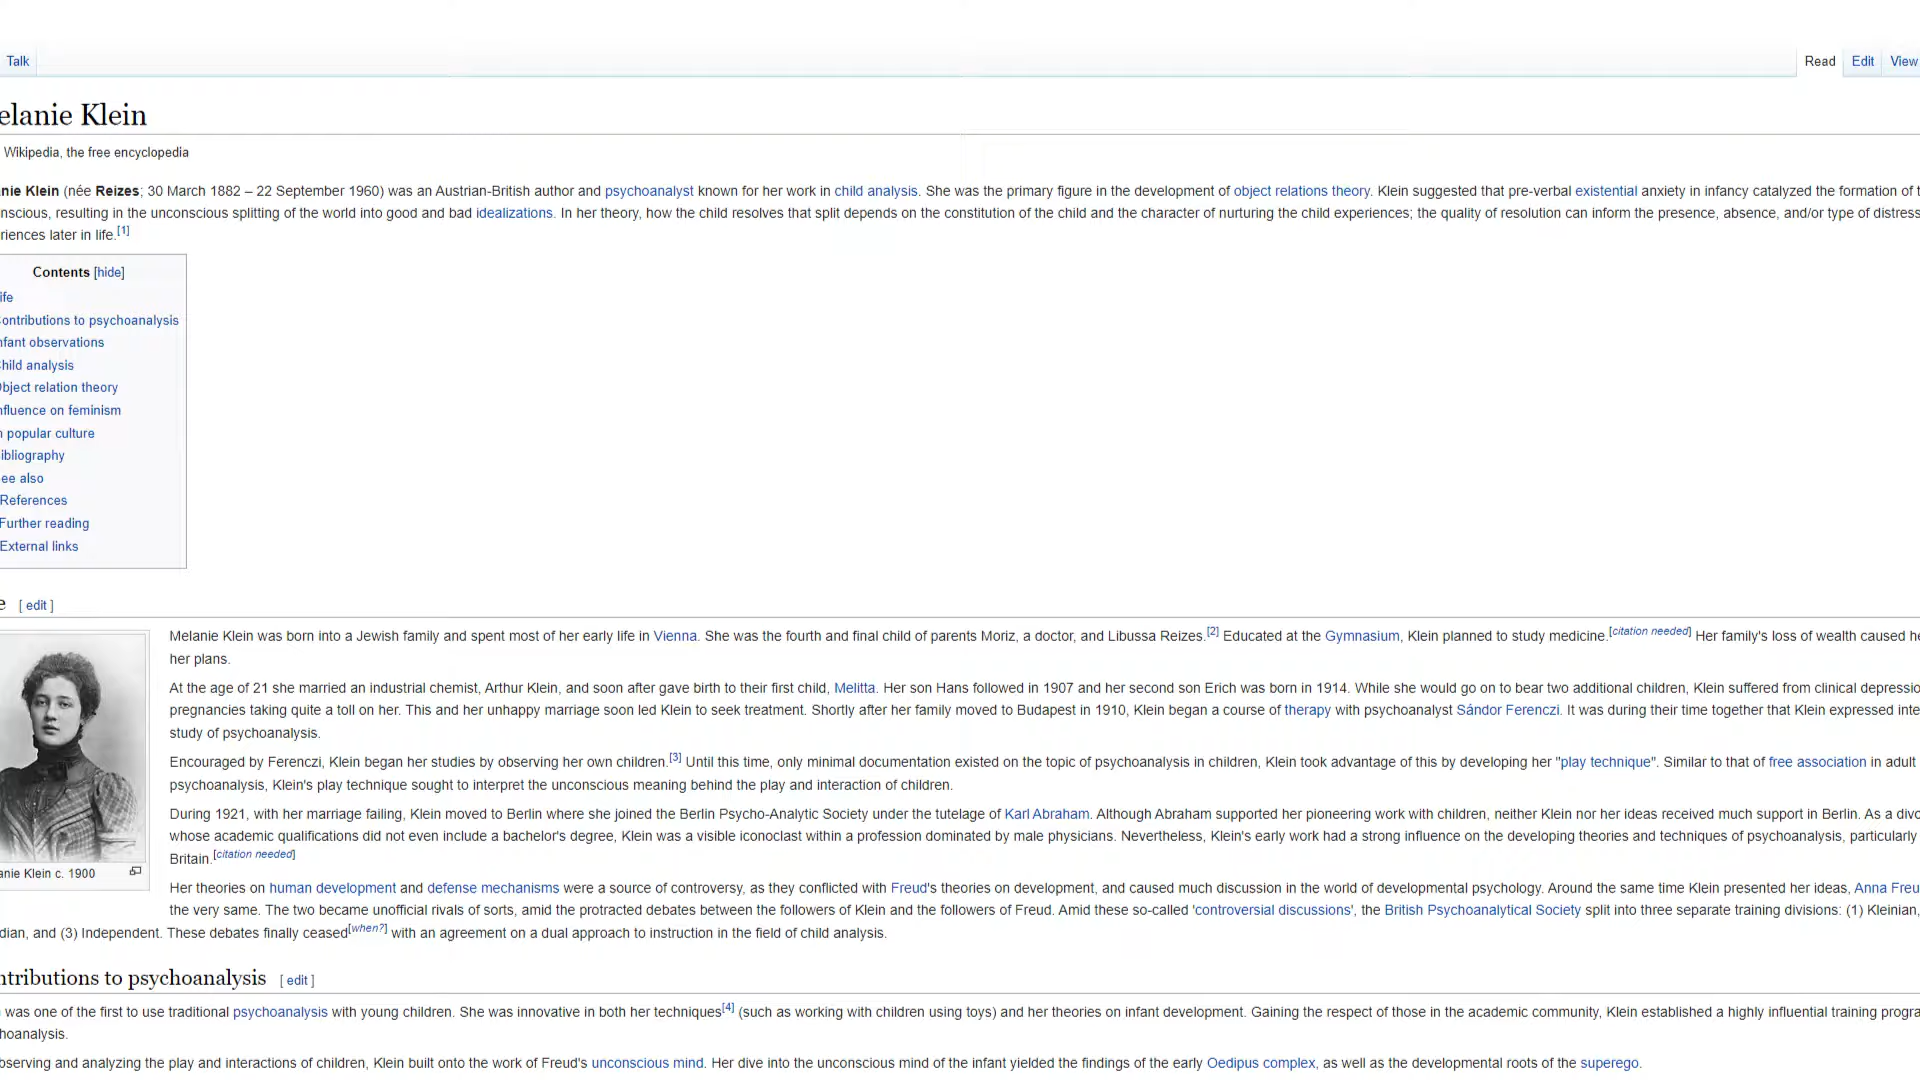 Talk
Read Edit View
elanie Klein
Wikipedia, the free encyclopedia
nie Klein (née Reizes; 30 March 1882 – 22 September 1960) was an Austrian-British author and psychoanalyst known for her work in child analysis. She was the primary figure in the development of object relations theory. Klein suggested that pre-verbal existential anxiety in infancy catalyzed the formation of t
nscious, resulting in the unconscious splitting of the world into good and bad idealizations. In her theory, how the child resolves that split depends on the constitution of the child and the character of nurturing the child experiences; the quality of resolution can inform the presence, absence, and/or type of distress
riences later in life.[1]
Contents [hide]
ife
ontributions to psychoanalysis
nfant observations
hild analysis
bject relation theory
nfluence on feminism
n popular culture
ibliography
ee also
References
Further reading
External links
e [ edit ]
Melanie Klein was born into a Jewish family and spent most of her early life in Vienna. She was the fourth and final child of parents Moriz, a doctor, and Libussa Reizes.[2] Educated at the Gymnasium, Klein planned to study medicine.[citation needed] Her family's loss of wealth caused he
her plans.
At the age of 21 she married an industrial chemist, Arthur Klein, and soon after gave birth to their first child, Melitta. Her son Hans followed in 1907 and her second son Erich was born in 1914. While she would go on to bear two additional children, Klein suffered from clinical depressio
pregnancies taking quite a toll on her. This and her unhappy marriage soon led Klein to seek treatment. Shortly after her family moved to Budapest in 1910, Klein began a course of therapy with psychoanalyst Sándor Ferenczi. It was during their time together that Klein expressed inte
study of psychoanalysis.
Encouraged by Ferenczi, Klein began her studies by observing her own children.[3] Until this time, only minimal documentation existed on the topic of psychoanalysis in children, Klein took advantage of this by developing her "play technique". Similar to that of free association in adult
psychoanalysis, Klein's play technique sought to interpret the unconscious meaning behind the play and interaction of children.
During 1921, with her marriage failing, Klein moved to Berlin where she joined the Berlin Psycho-Analytic Society under the tutelage of Karl Abraham. Although Abraham supported her pioneering work with children, neither Klein nor her ideas received much support in Berlin. As a divo
whose academic qualifications did not even include a bachelor's degree, Klein was a visible iconoclast within a profession dominated by male physicians. Nevertheless, Klein's early work had a strong influence on the developing theories and techniques of psychoanalysis, particularly
Britain.[citation needed]
anie Klein c. 1900
Her theories on human development and defense mechanisms were a source of controversy, as they conflicted with Freud's theories on development, and caused much discussion in the world of developmental psychology. Around the same time Klein presented her ideas, Anna Freu
the very same. The two became unofficial rivals of sorts, amid the protracted debates between the followers of Klein and the followers of Freud. Amid these so-called 'controversial discussions', the British Psychoanalytical Society split into three separate training divisions: (1) Kleinian,
dian, and (3) Independent. These debates finally ceased[when?] with an agreement on a dual approach to instruction in the field of child analysis.
ntributions to psychoanalysis [ edit ]
was one of the first to use traditional psychoanalysis with young children. She was innovative in both her techniques[4] (such as working with children using toys) and her theories on infant development. Gaining the respect of those in the academic community, Klein established a highly influential training progra
hoanalysis.
bserving and analyzing the play and interactions of children, Klein built onto the work of Freud's unconscious mind. Her dive into the unconscious mind of the infant yielded the findings of the early Oedipus complex, as well as the developmental roots of the superego.